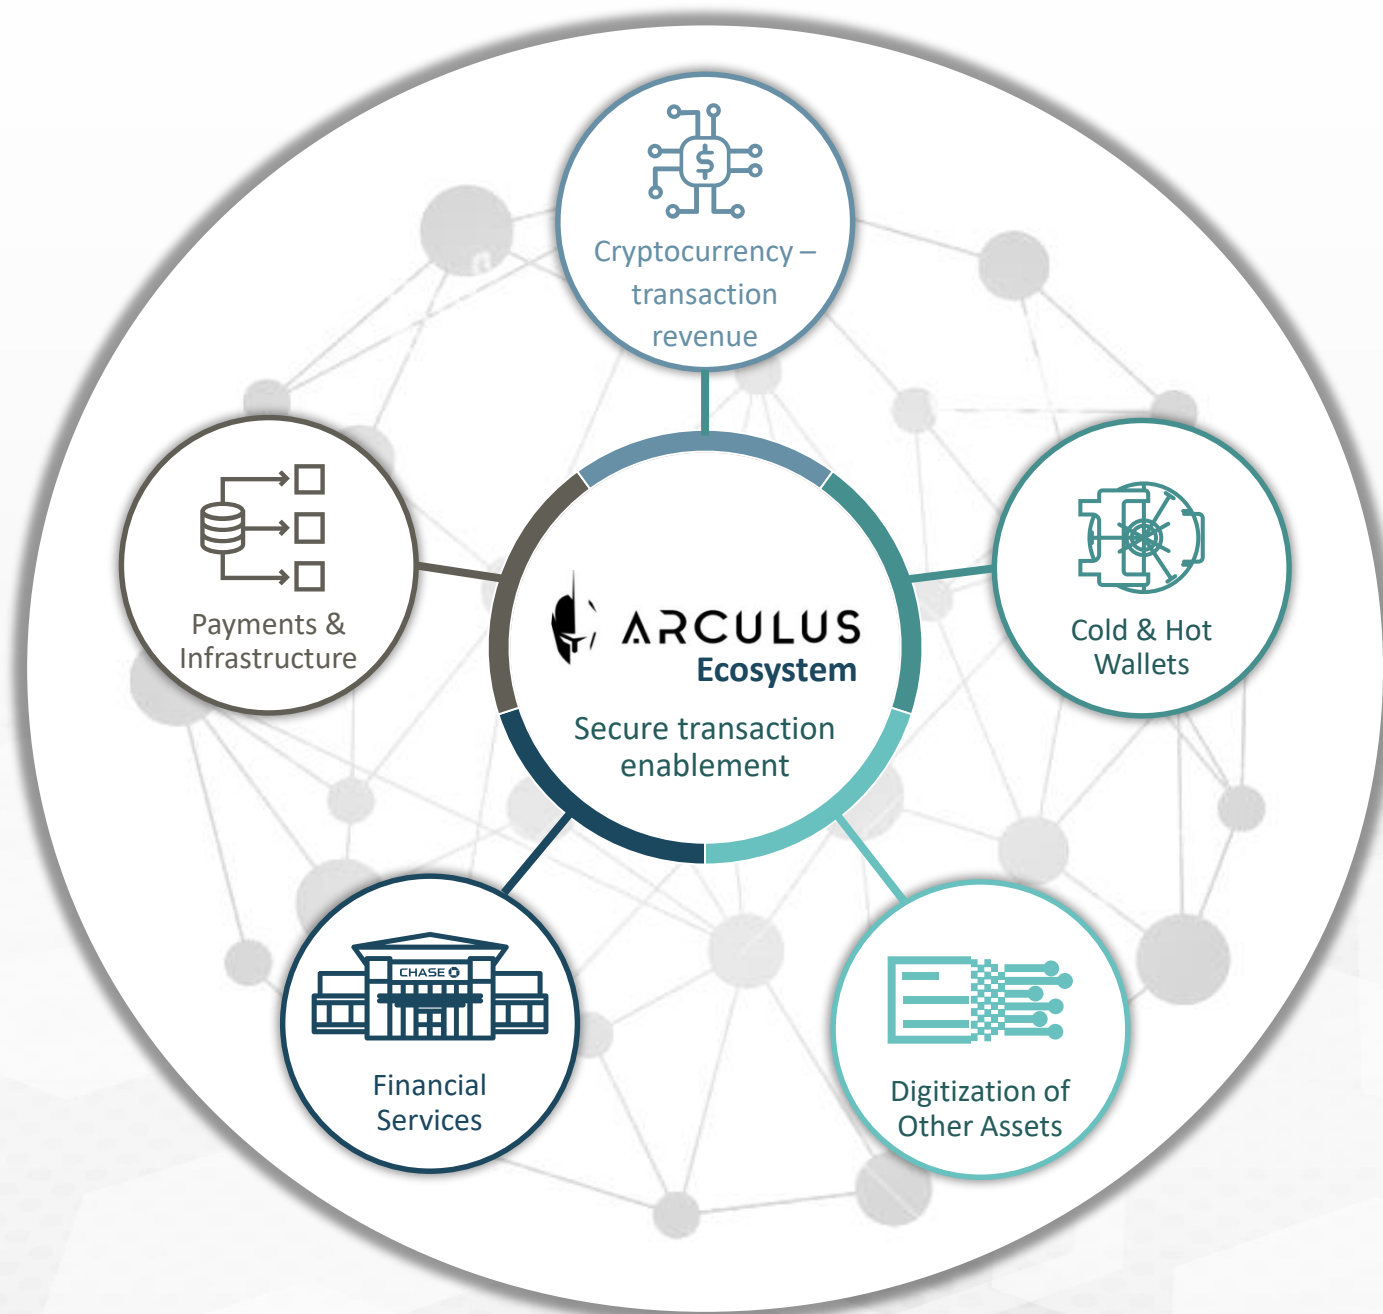 $
Cryptocurrency –
transaction
revenue
Payments &
Infrastructure
Cold & Hot
Wallets
ARCULUS
Ecosystem
Secure transaction
enablement
CHASE
Financial
Services
Digitization of
Other Assets